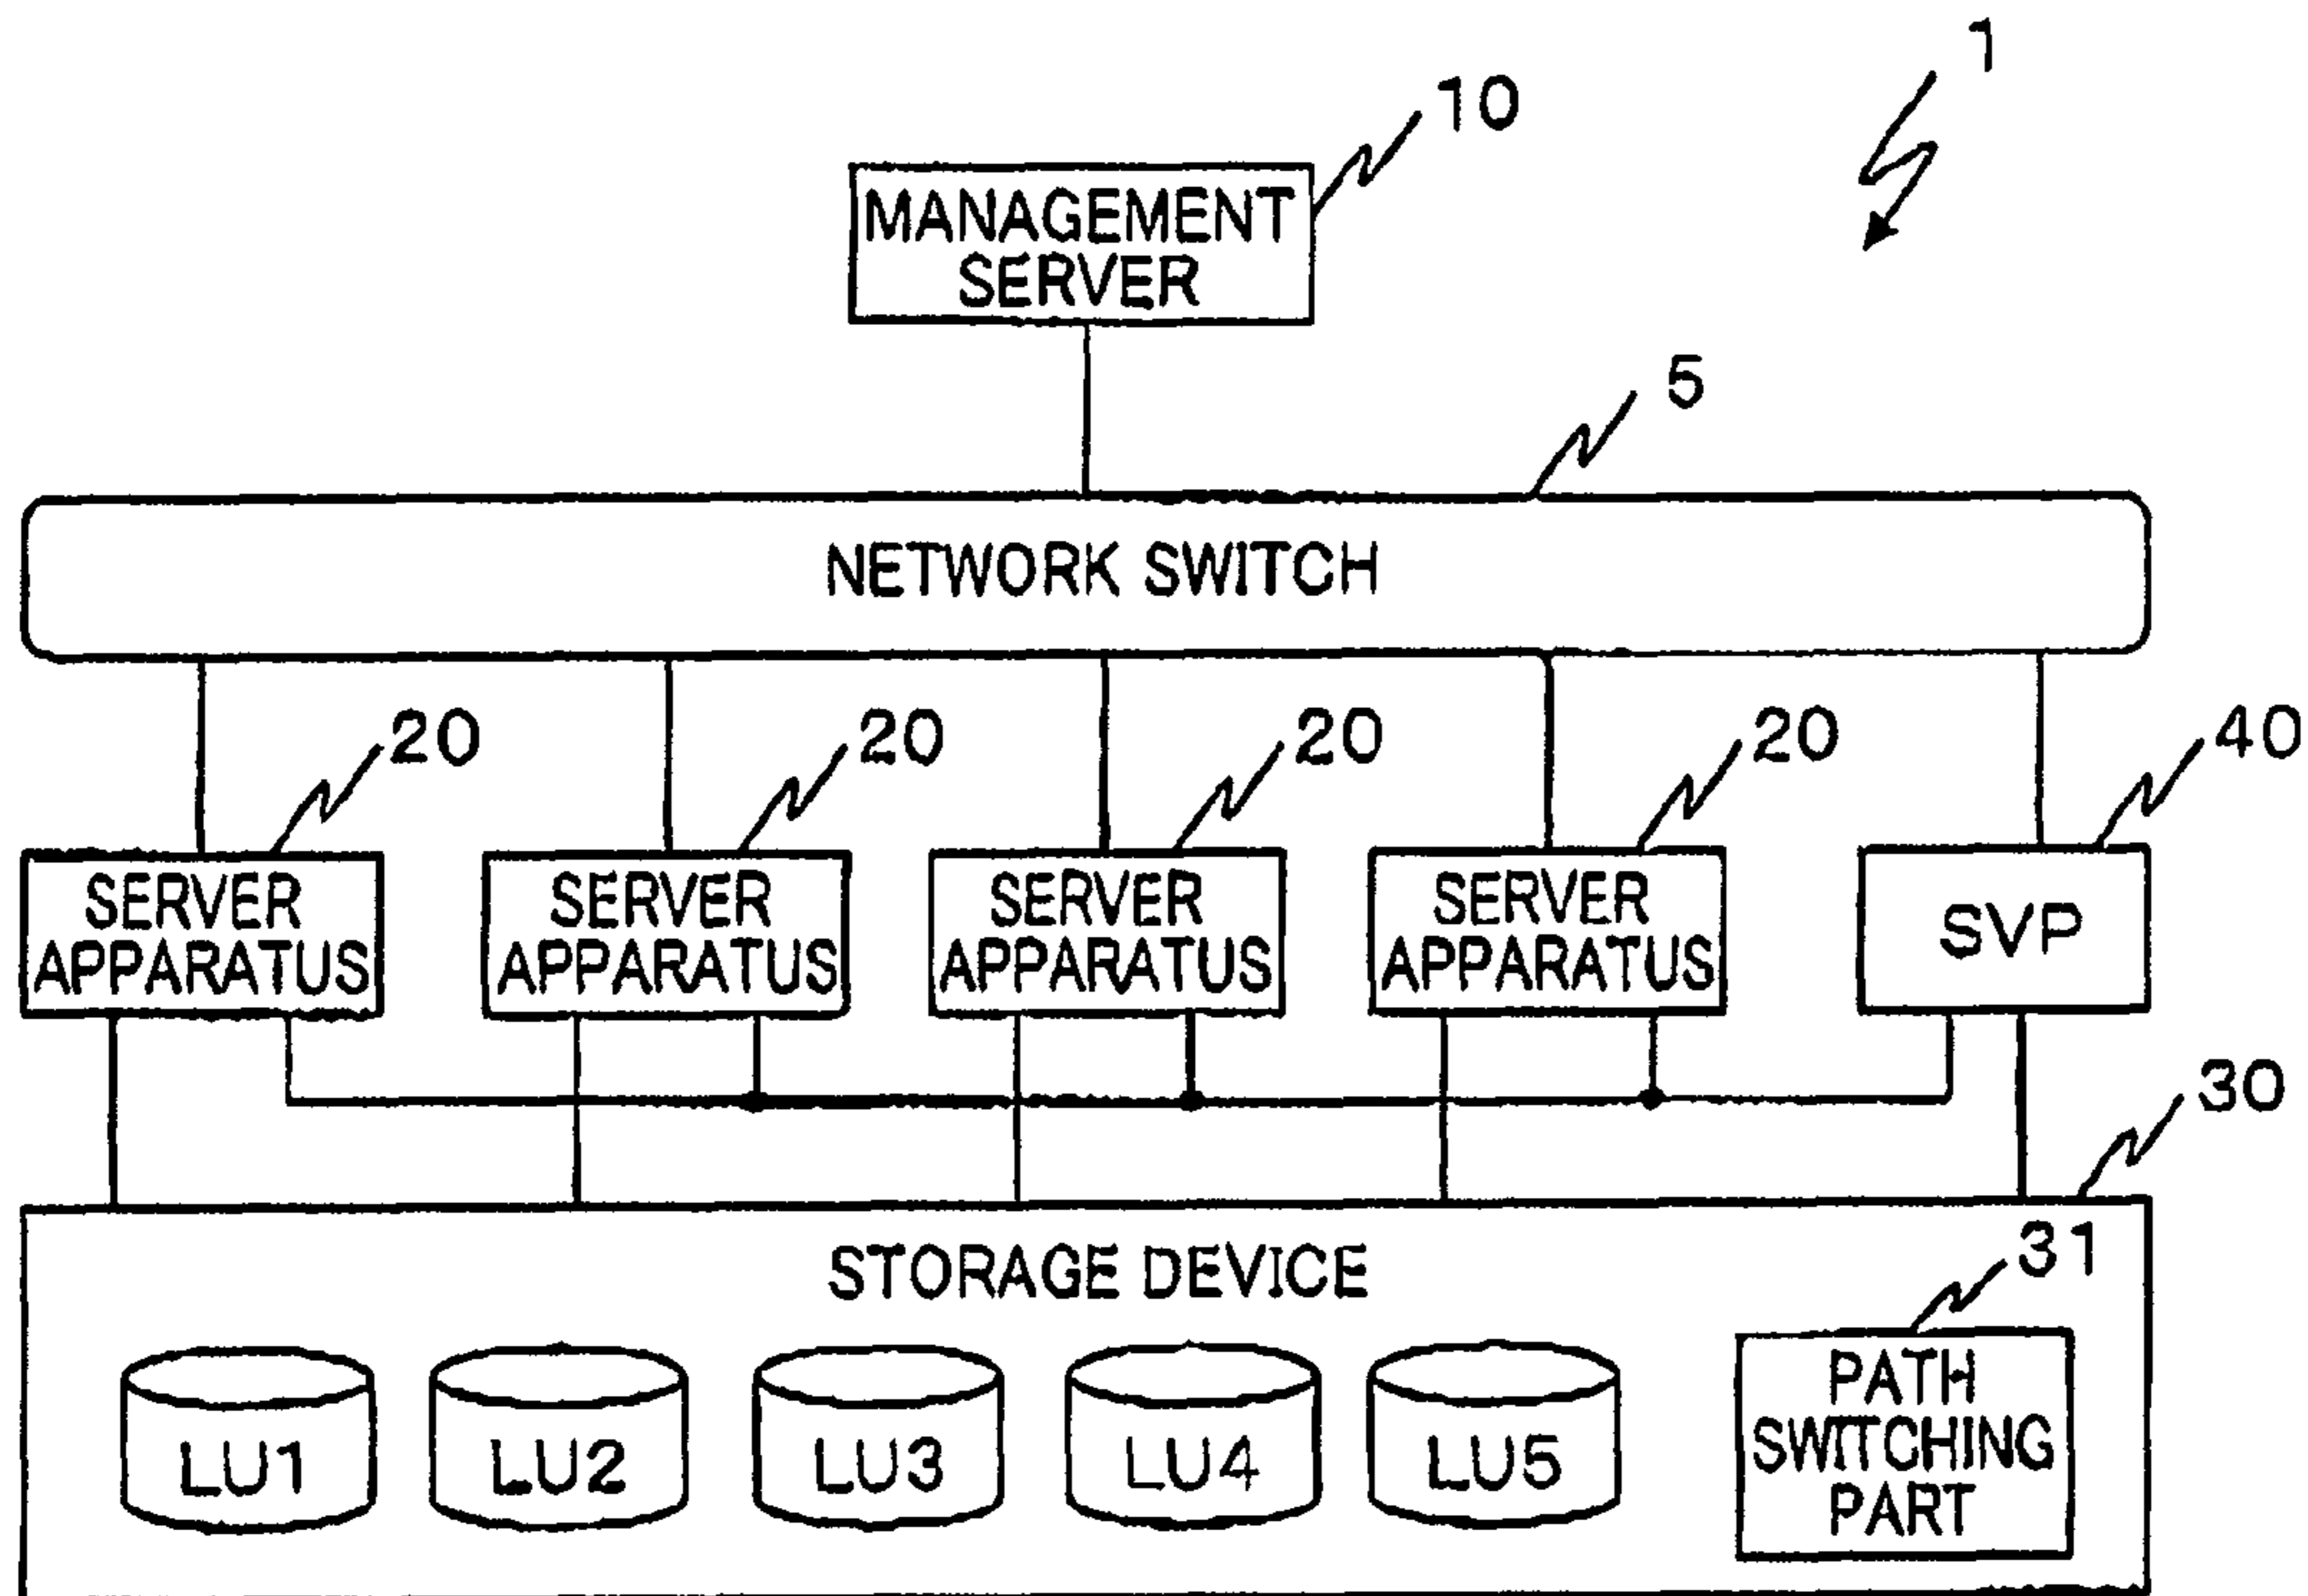 1
10
MANAGEMENT
SERVER
5
NETWORK SWITCH
20
20
20
20
40
SERVER
APPARATUS
SERVER
APPARATUS
SERVER
APPARATUS
SERVER
APPARATUS
SVP
30
STORAGE DEVICE
31
LU1
LU2
LU3
LU4
LU5
PATH
SWITCHING
PART